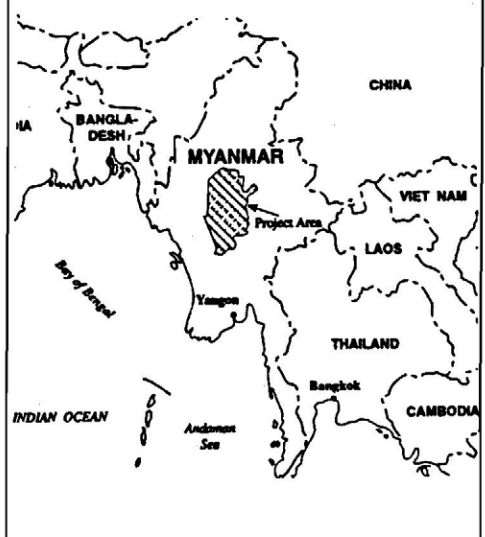 CHINA
IA
BANGLA-
DESH
MYANMAR
VIET NAM
Project Area
LAOS
Bay of Bengal
Yangon
THAILAND
Bangkok
INDIAN OCEAN
Andaman
Sea
CAMBODIA